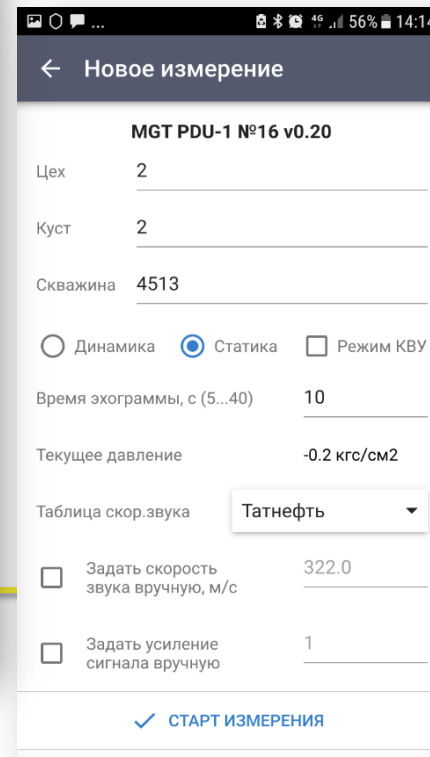 ... 4G 56% 14:14
Новое измерение
MGT PDU-1 №16 v0.20
Цех 2
Куст 2
Скважина 4513
Динамика Статика Режим КВУ
Время эхограммы, с (5...40) 10
Текущее давление -0.2 кгс/см2
Таблица скор.звука Татнефть
Задать скорость 322.0
звука вручную, м/с
Задать усиление 1
сигнала вручную
СТАРТ ИЗМЕРЕНИЯ